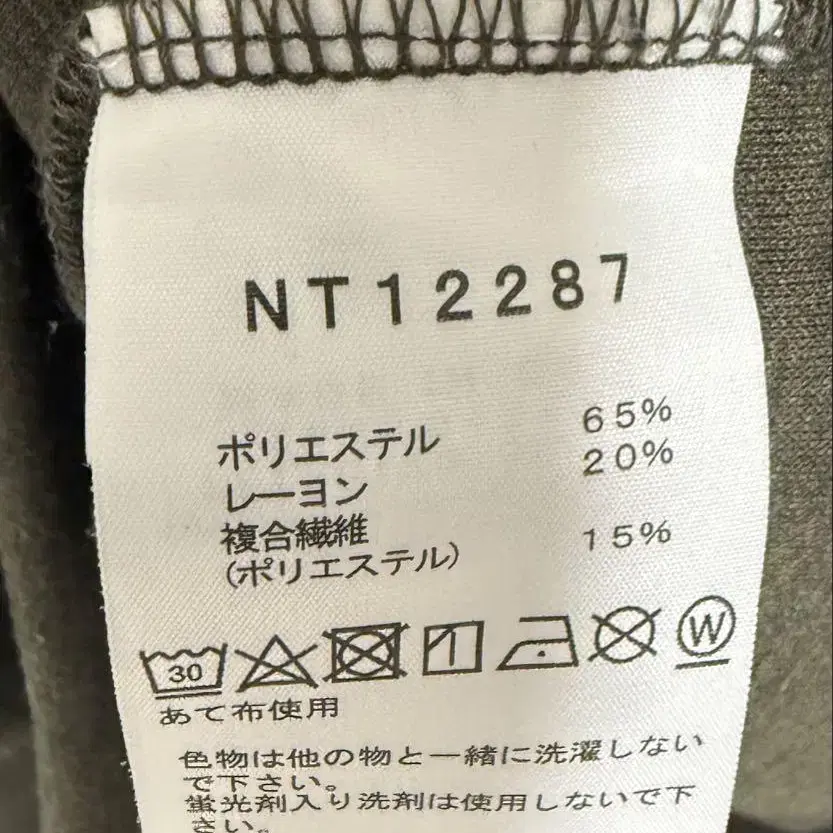 NT12287
ポリエステル 65%
レーヨン 20%
複合繊維
(ポリエステル) 15%
30 W
あて布使用
色物は他の物と一緒に洗濯しない
で下さい。
蛍光剤入り洗剤は使用しないで下
さい。